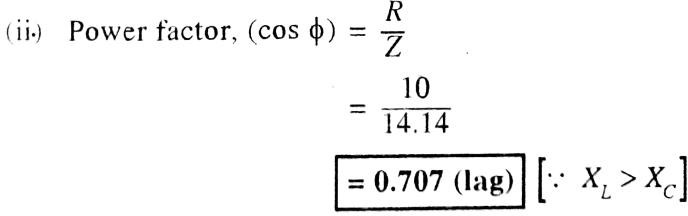 (ii.) Power factor, (cos ϕ) = R/Z
= 10/14.14
= 0.707 (lag) [∵ X_L > X_C]